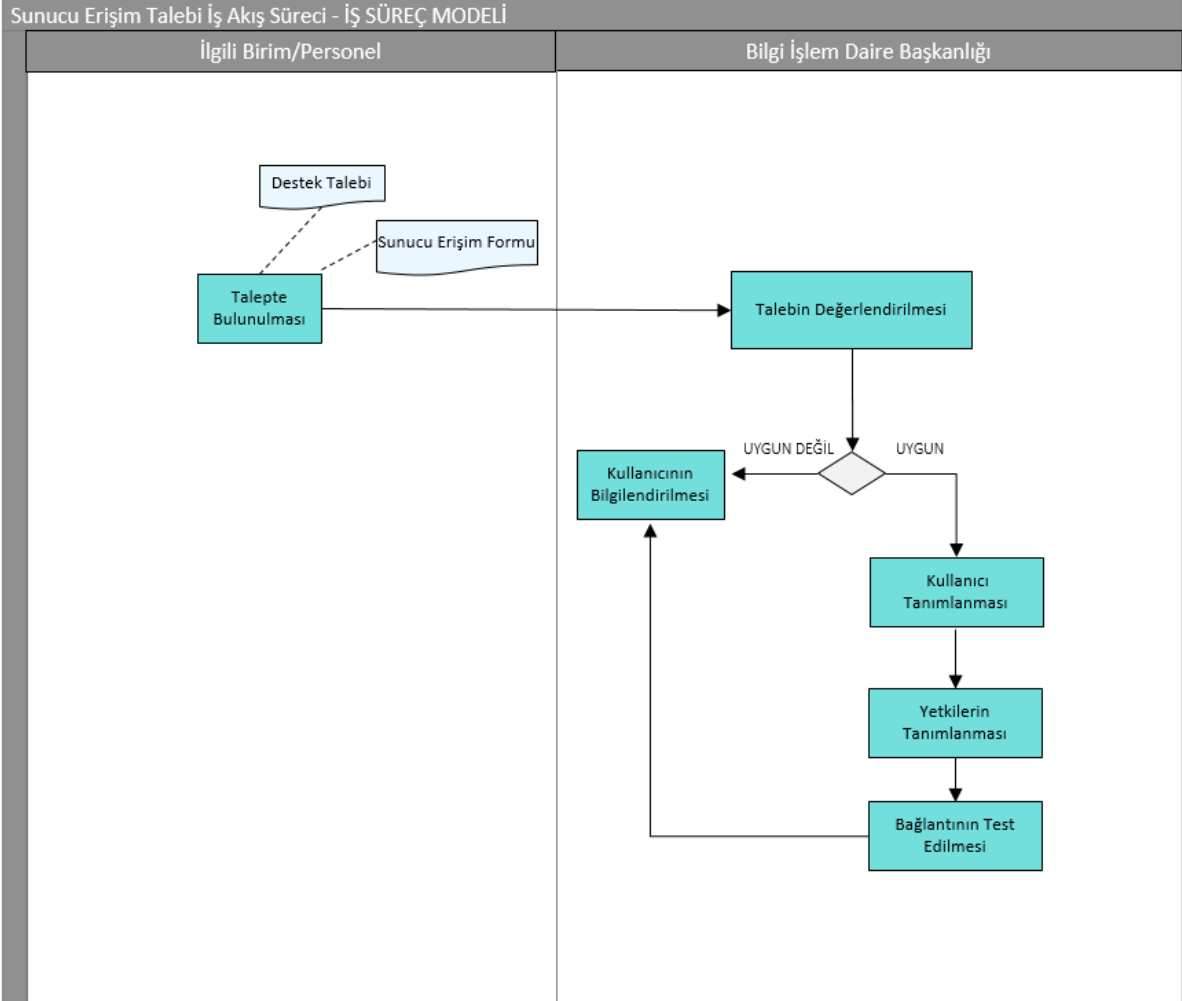 Sunucu Erişim Talebi İş Akış Süreci - İŞ SÜREÇ MODELİ
İlgili Birim/Personel
Bilgi İşlem Daire Başkanlığı
Destek Talebi
Sunucu Erişim Formu
Talepte
Bulunulması
Talebin Değerlendirilmesi
UYGUN DEĞİL
UYGUN
Kullanıcının
Bilgilendirilmesi
Kullanıcı
Tanımlanması
Yetkilerin
Tanımlanması
Bağlantının Test
Edilmesi